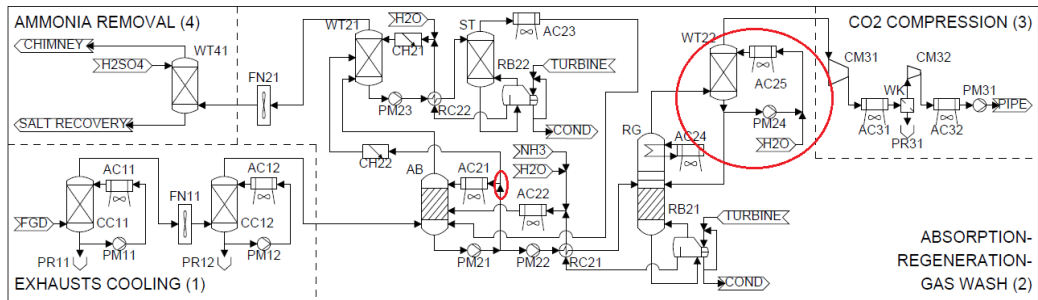 AMMONIA REMOVAL (4)
WT21
H2O
ST
AC23
WT22
CO2 COMPRESSION (3)
CHIMNEY
WT41
CH21
CM31
CM32
H2SO4
FN21
RB22
TURBINE
AC25
WK
PM31
PIPE
PM23
RC22
PM24
AC31
AC32
SALT RECOVERY
COND
RG
AC24
H2O
PR31
CH22
NH3
AB
AC21
H2O
AC11
FN11
AC12
AC22
FGD
CC11
CC12
RB21
TURBINE
PM11
PM12
PM21
PM22
RC21
PR11
PR12
COND
EXHAUSTS COOLING (1)
ABSORPTION-
REGENERATION-
GAS WASH (2)